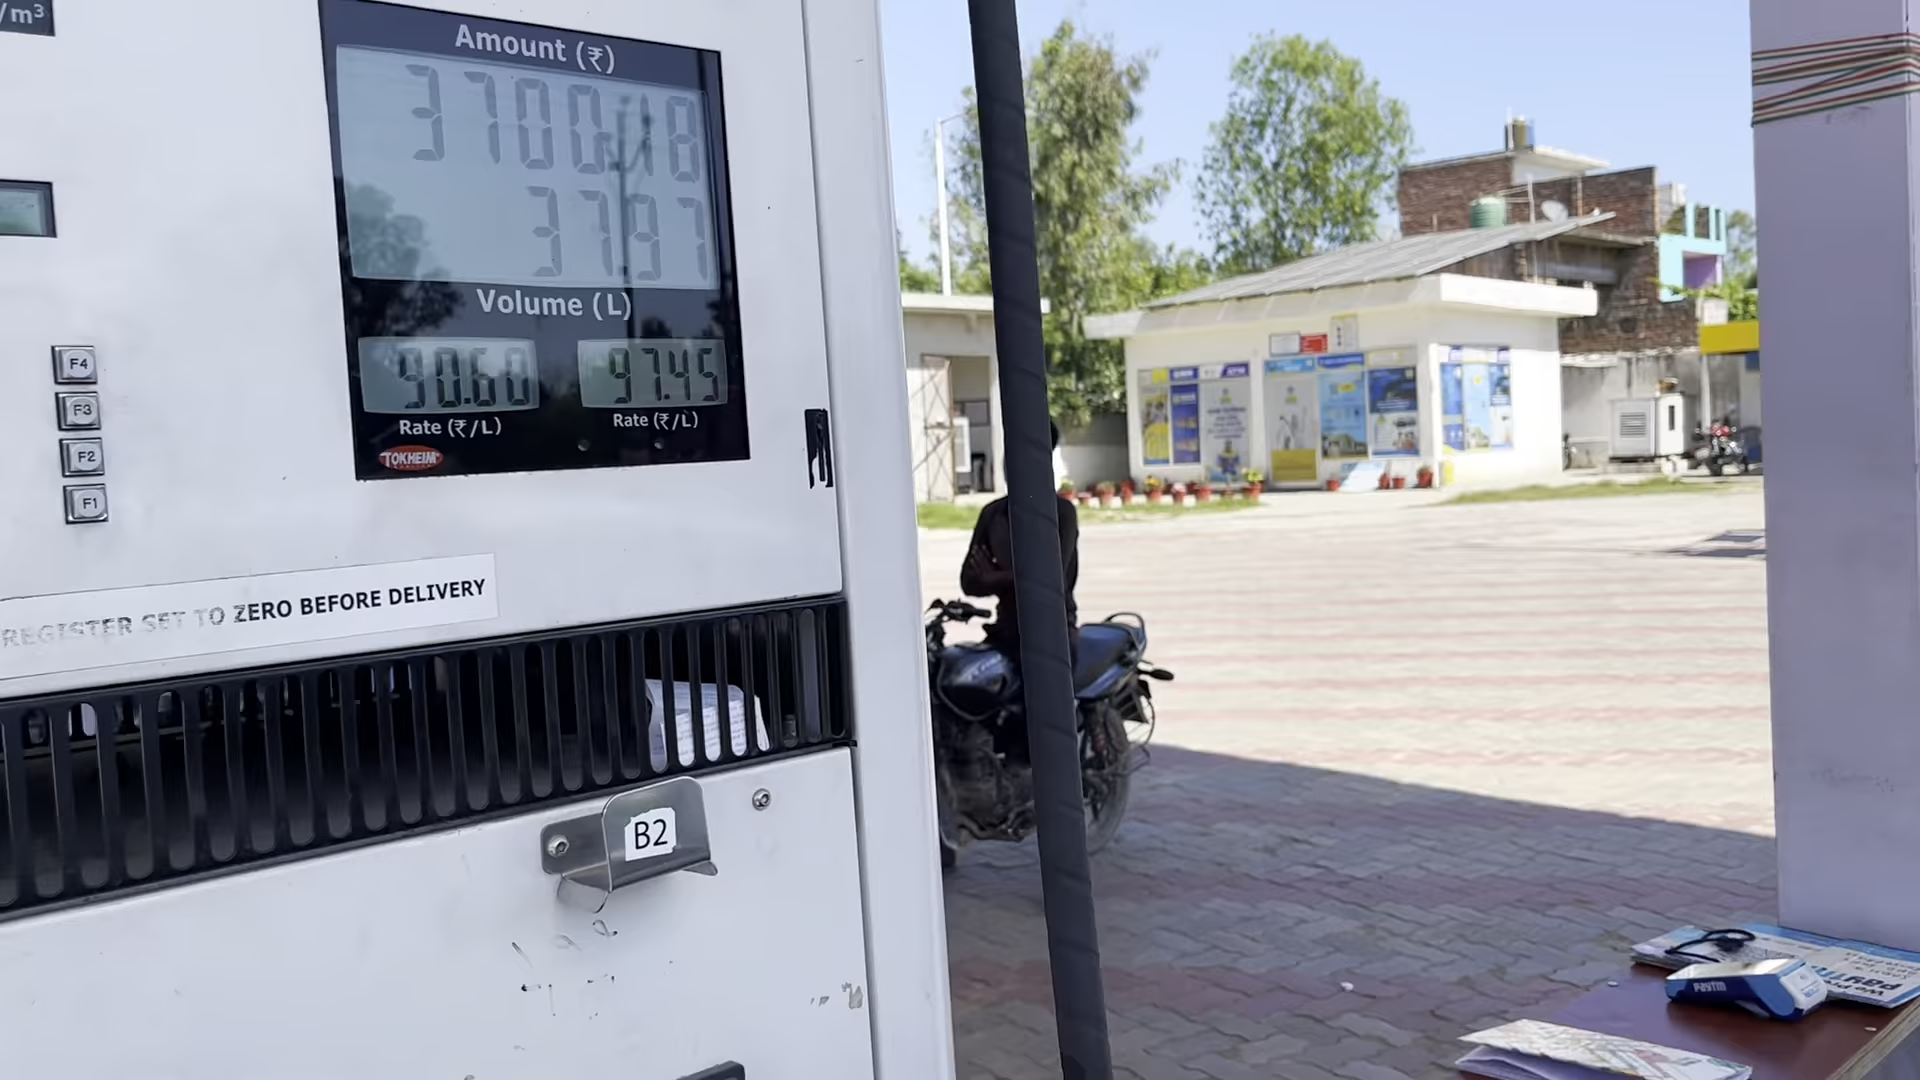 /m³
Amount (₹)
3700.18
37.97
Volume (L)
90.60
97.45
Rate (₹/L)
Rate (₹/L)
TOKHEIM
F4
F3
F2
F1
REGISTER SET TO ZERO BEFORE DELIVERY
B2
paytm